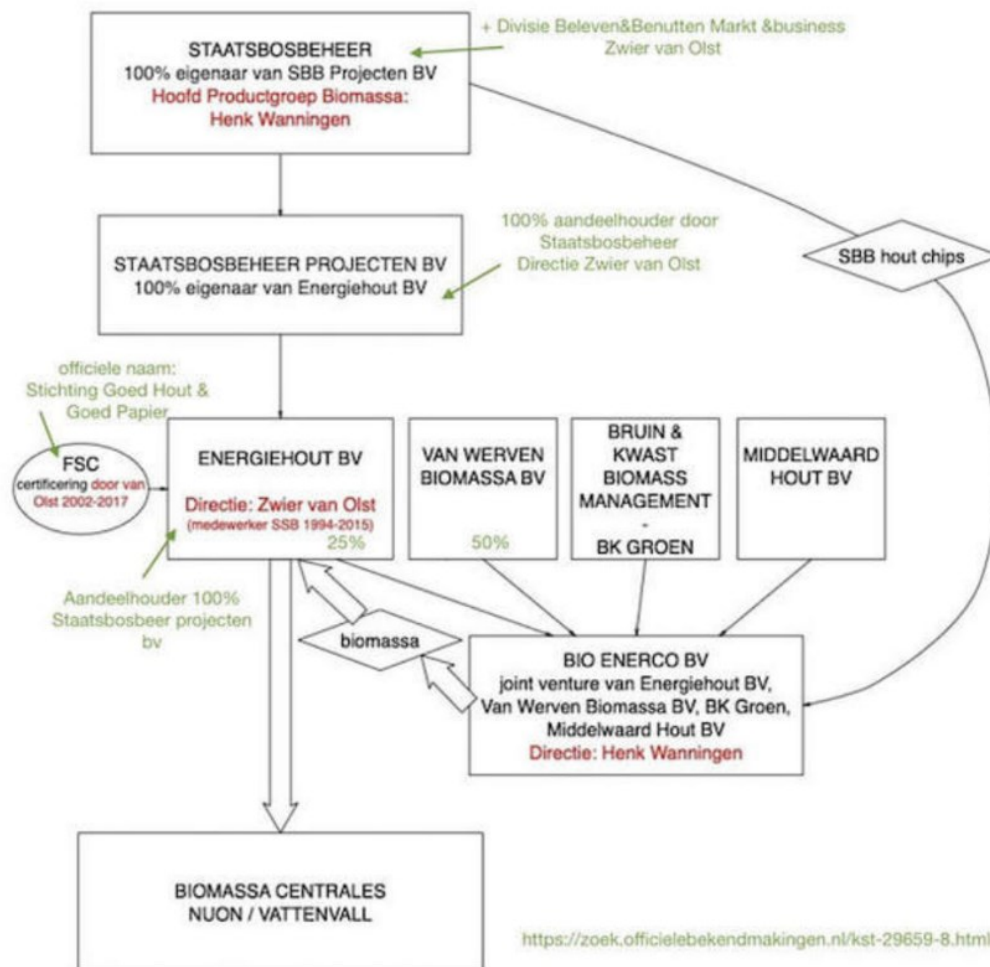 + Divisie Beleven&Benutten Markt &business
Zwier van Olst
STAATSBOSBEHEER
100% eigenaar van SBB Projecten BV
Hoofd Productgroep Biomassa:
Henk Wanningen
100% aandeelhouder door
Staatsbosbeheer
Directie Zwier van Olst
SBB hout chips
STAATSBOSBEHEER PROJECTEN BV
100% eigenaar van Energiehout BV
officiele naam:
Stichting Goed Hout &
Goed Papier
FSC
certificering door van
Olst 2002-2017
ENERGIEHOUT BV
Directie: Zwier van Olst
(medewerker SSB 1994-2015)
25%
VAN WERVEN
BIOMASSA BV
50%
BRUIN &
KWAST
BIOMASS
MANAGEMENT
-
BK GROEN
MIDDELWAARD
HOUT BV
Aandeelhouder 100%
Staatsbosbeer projecten
bv
biomassa
BIO ENERCO BV
joint venture van Energiehout BV,
Van Werven Biomassa BV, BK Groen,
Middelwaard Hout BV
Directie: Henk Wanningen
BIOMASSA CENTRALES
NUON / VATTENVALL
https://zoek.officielebekendmakingen.nl/kst-29659-8.html